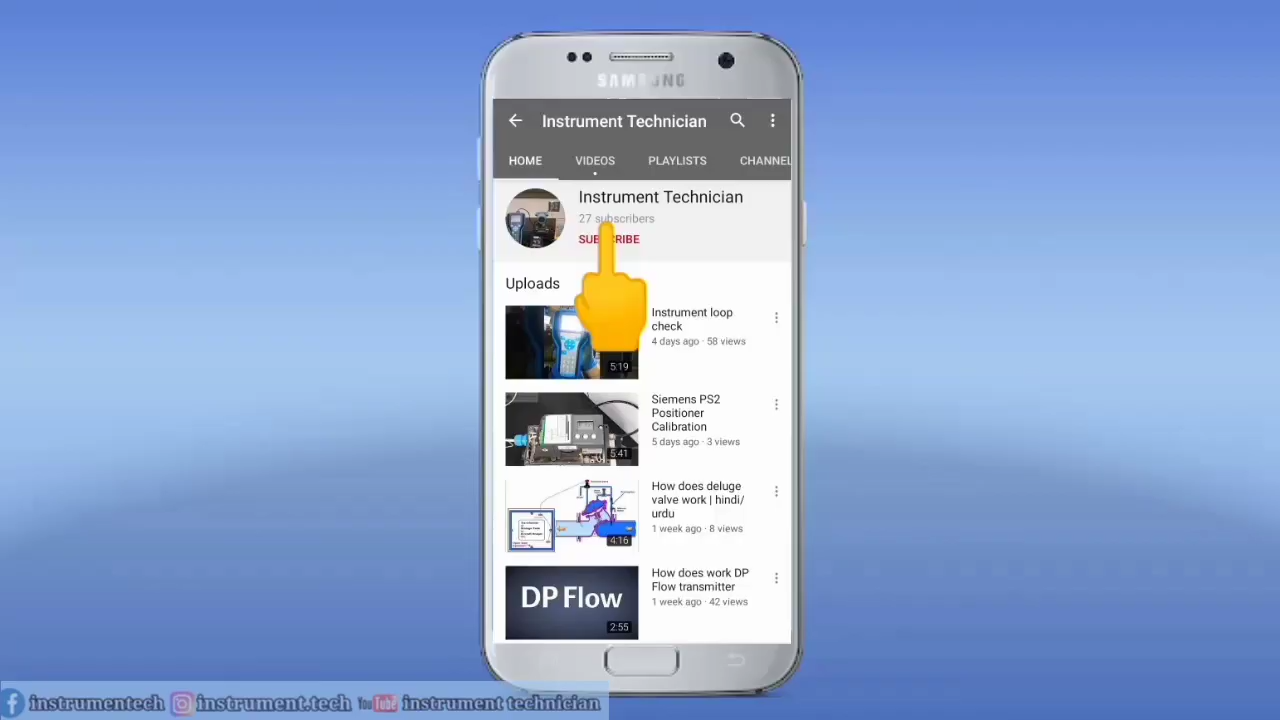 SAMSUNG
Instrument Technician
HOME VIDEOS PLAYLISTS CHANNEL
Instrument Technician
27 subscribers
SUBSCRIBE
Uploads
Instrument loop
check
4 days ago · 58 views
5:19
Siemens PS2
Positioner
Calibration
5 days ago · 3 views
5:41
How does deluge
valve work | hindi/
urdu
1 week ago · 8 views
4:16
How does work DP
Flow transmitter
1 week ago · 42 views
DP Flow
2:55
instrumentech instrument.tech YouTube instrument technician